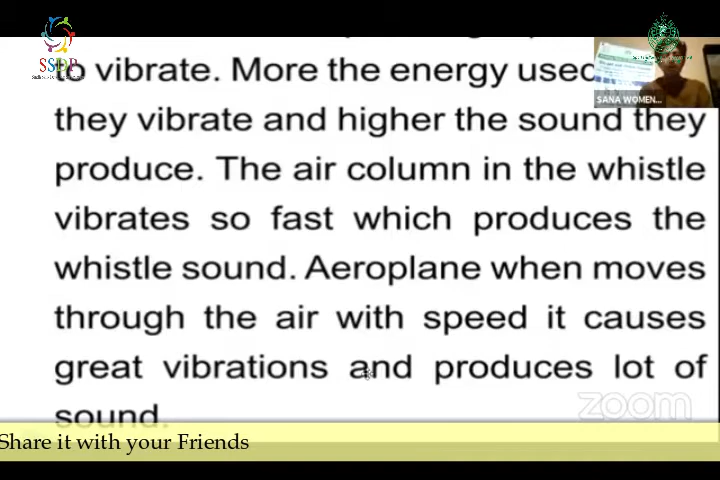 SSDP
to vibrate. More the energy used
SANA WOMEN...
they vibrate and higher the sound they
produce. The air column in the whistle
vibrates so fast which produces the
whistle sound. Aeroplane when moves
through the air with speed it causes
great vibrations and produces lot of
sound.
zoom
Share it with your Friends